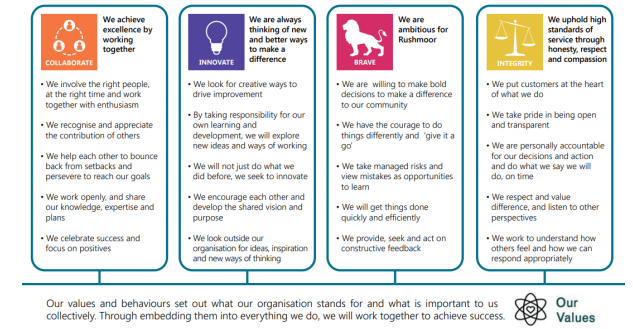 COLLABORATE
We achieve
excellence by
working
together
• We involve the right people,
at the right time and work
together with enthusiasm
• We recognise and appreciate
the contribution of others
• We help each other to bounce
back from setbacks and
persevere to reach our goals
• We work openly, and share
our knowledge, expertise and
plans
• We celebrate success and
focus on positives
INNOVATE
We are always
thinking of new
and better ways
to make a
difference
• We look for creative ways to
drive improvement
• By taking responsibility for our
own learning and
development, we will explore
new ideas and ways of working
• We will not just do what we
did before, we seek to innovate
• We encourage each other and
develop the shared vision and
purpose
• We look outside our
organisation for ideas, inspiration
and new ways of thinking
BRAVE
We are
ambitious for
Rushmoor
• We are willing to make bold
decisions to make a difference
to our community
• We have the courage to do
things differently and 'give it a
go'
• We take managed risks and
view mistakes as opportunities
to learn
• We will get things done
quickly and efficiently
• We provide, seek and act on
constructive feedback
INTEGRITY
We uphold high
standards of
service through
honesty, respect
and compassion
• We put customers at the heart
of what we do
• We take pride in being open
and transparent
• We are personally accountable
for our decisions and action
and do what we say we will
do, on time
• We respect and value
difference, and listen to other
perspectives
• We work to understand how
others feel and how we can
respond appropriately
Our values and behaviours set out what our organisation stands for and what is important to us
collectively. Through embedding them into everything we do, we will work together to achieve success.
Our
Values